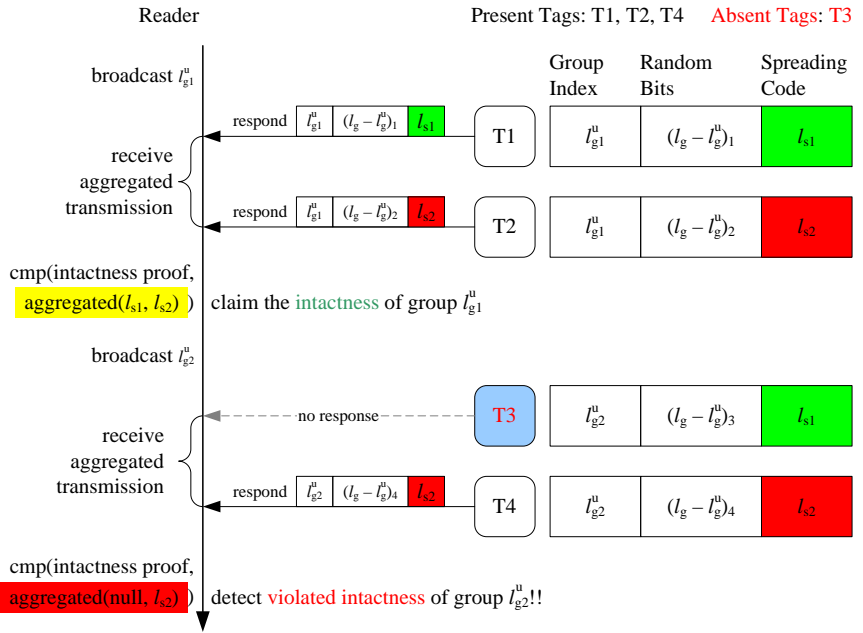 Reader
Present Tags: T1, T2, T4 Absent Tags: T3
Group Index
Random Bits
Spreading Code
broadcast l^u_g1
respond l^u_g1 (l_g – l^u_g)_1 l_s1
T1 l^u_g1 (l_g – l^u_g)_1 l_s1
receive
aggregated
transmission
respond l^u_g1 (l_g – l^u_g)_2 l_s2
T2 l^u_g1 (l_g – l^u_g)_2 l_s2
cmp(intactness proof,
aggregated(l_s1, l_s2) ) claim the intactness of group l^u_g1
broadcast l^u_g2
no response
T3 l^u_g2 (l_g – l^u_g)_3 l_s1
receive
aggregated
transmission
respond l^u_g2 (l_g – l^u_g)_4 l_s2
T4 l^u_g2 (l_g – l^u_g)_4 l_s2
cmp(intactness proof,
aggregated(null, l_s2) ) detect violated intactness of group l^u_g2!!